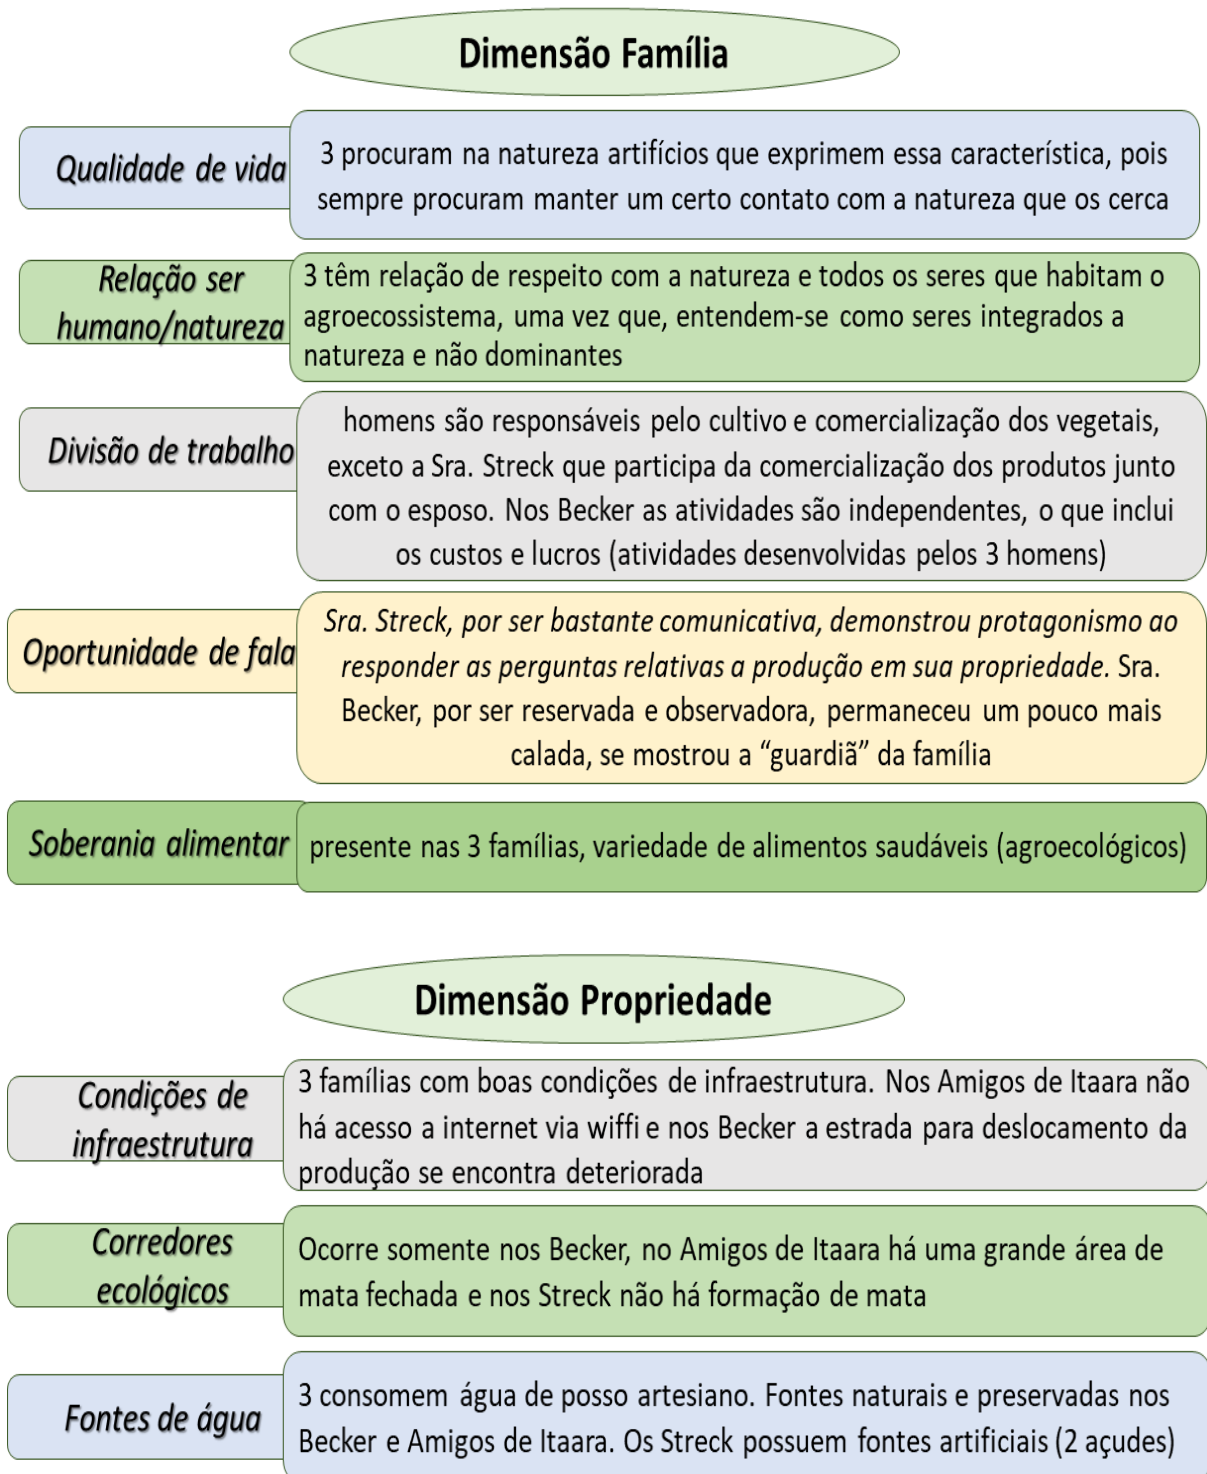 Dimensão Família
Qualidade de vida
3 procuram na natureza artifícios que exprimem essa característica, pois
sempre procuram manter um certo contato com a natureza que os cerca
Relação ser
humano/natureza
3 têm relação de respeito com a natureza e todos os seres que habitam o
agroecossistema, uma vez que, entendem-se como seres integrados a
natureza e não dominantes
Divisão de trabalho
homens são responsáveis pelo cultivo e comercialização dos vegetais,
exceto a Sra. Streck que participa da comercialização dos produtos junto
com o esposo. Nos Becker as atividades são independentes, o que inclui
os custos e lucros (atividades desenvolvidas pelos 3 homens)
Oportunidade de fala
Sra. Streck, por ser bastante comunicativa, demonstrou protagonismo ao
responder as perguntas relativas a produção em sua propriedade. Sra.
Becker, por ser reservada e observadora, permaneceu um pouco mais
calada, se mostrou a “guardiã” da família
Soberania alimentar
presente nas 3 famílias, variedade de alimentos saudáveis (agroecológicos)
Dimensão Propriedade
Condições de
infraestrutura
3 famílias com boas condições de infraestrutura. Nos Amigos de Itaara não
há acesso a internet via wiffi e nos Becker a estrada para deslocamento da
produção se encontra deteriorada
Corredores
ecológicos
Ocorre somente nos Becker, no Amigos de Itaara há uma grande área de
mata fechada e nos Streck não há formação de mata
Fontes de água
3 consomem água de posso artesiano. Fontes naturais e preservadas nos
Becker e Amigos de Itaara. Os Streck possuem fontes artificiais (2 açudes)